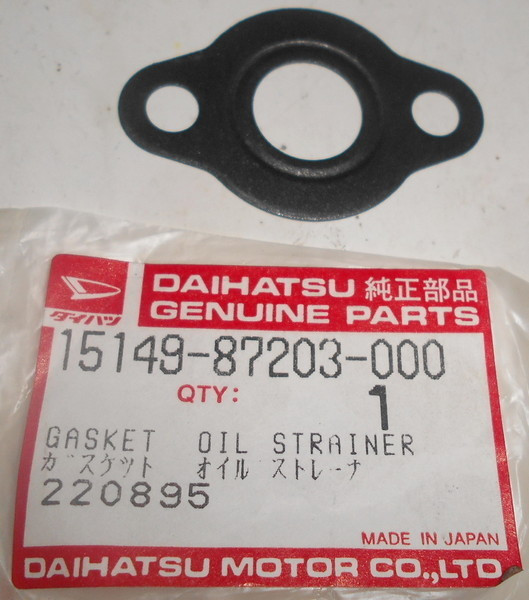 DAIHATSU 純正部品
GENUINE PARTS
ダイハツ
15149-87203-000
QTY: 1
GASKET OIL STRAINER
ガスケット オイル ストレーナ
220895
MADE IN JAPAN
DAIHATSU MOTOR CO.,LTD